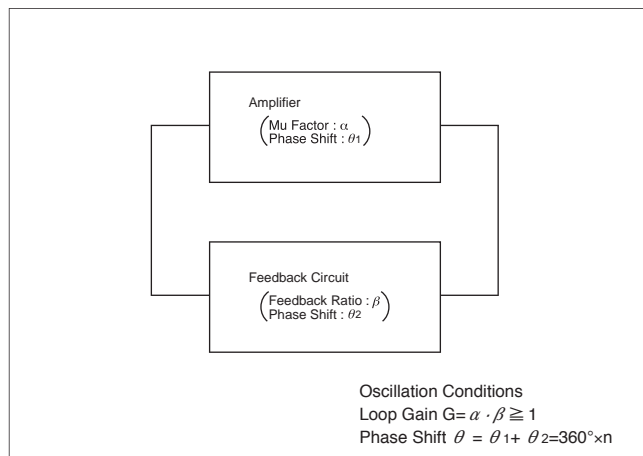 Amplifier
(Mu Factor : α
Phase Shift : θ1)
Feedback Circuit
(Feedback Ratio : β
Phase Shift : θ2)
Oscillation Conditions
Loop Gain G= α · β ≧ 1
Phase Shift θ = θ1+ θ2=360°×n